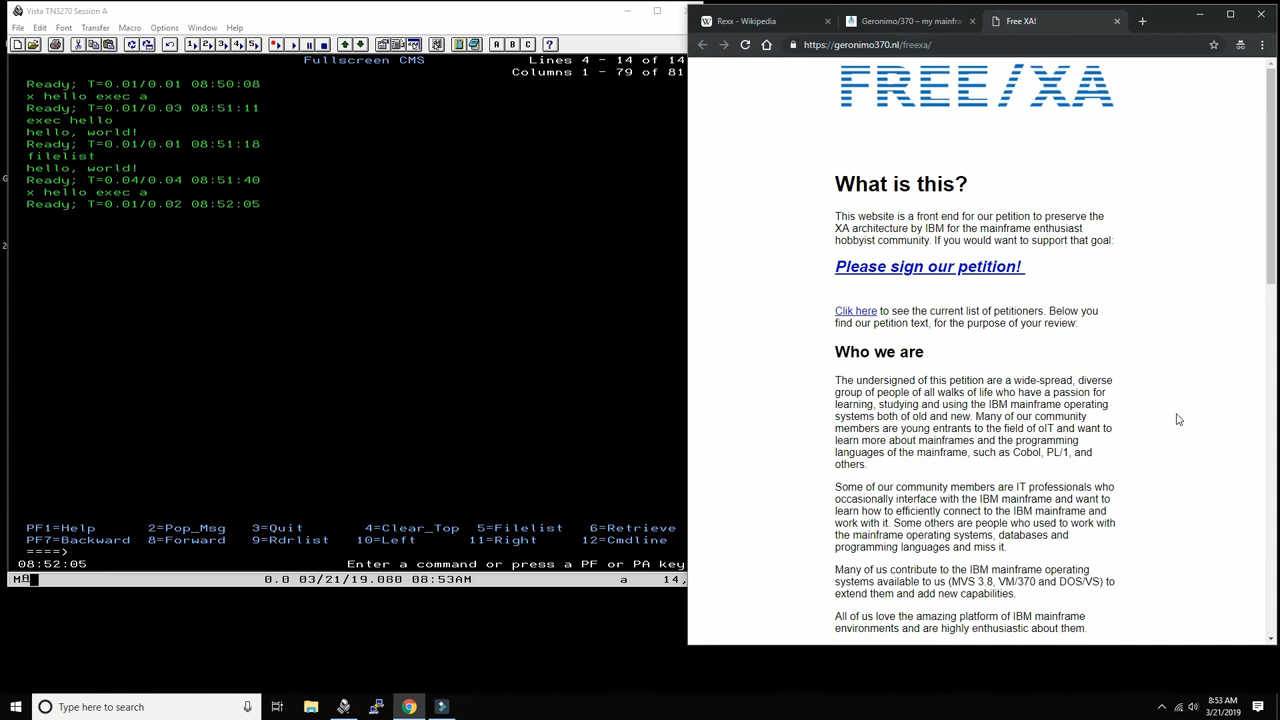 Vista TN3270 Session A
File Edit Font Transfer Macro Options Window Help
A B C ?
Fullscreen CMS Lines 4 - 14 of 14
Columns 1 - 79 of 81
Ready; T=0.01/0.01 08:50:08
x hello exec a
Ready; T=0.01/0.03 08:51:11
exec hello
hello, world!
Ready; T=0.01/0.01 08:51:18
filelist
hello, world!
Ready; T=0.04/0.04 08:51:40
x hello exec a
Ready; T=0.01/0.02 08:52:05
PF1=Help 2=Pop_Msg 3=Quit 4=Clear_Top 5=Filelist 6=Retrieve
PF7=Backward 8=Forward 9=Rdrlist 10=Left 11=Right 12=Cmdline
====>
08:52:05 Enter a command or press a PF or PA key
0.0 03/21/19.080 08:53AM a 14,
Rexx - Wikipedia
Geronimo/370 – my mainfra
Free XA!
https://geronimo370.nl/freexa/
FREE/XA
What is this?
This website is a front end for our petition to preserve the
XA architecture by IBM for the mainframe enthusiast
hobbyist community. If you would want to support that goal:
Please sign our petition!
Clik here to see the current list of petitioners. Below you
find our petition text, for the purpose of your review:
Who we are
The undersigned of this petition are a wide-spread, diverse
group of people of all walks of life who have a passion for
learning, studying and using the IBM mainframe operating
systems both of old and new. Many of our community
members are young entrants to the field of oIT and want to
learn more about mainframes and the programming
languages of the mainframe, such as Cobol, PL/1, and
others.
Some of our community members are IT professionals who
occasionally interface with the IBM mainframe and want to
learn how to efficiently connect to the IBM mainframe and
work with it. Some others are people who used to work with
the mainframe operating systems, databases and
programming languages and miss it.
Many of us contribute to the IBM mainframe operating
systems available to us (MVS 3.8, VM/370 and DOS/VS) to
extend them and add new capabilities.
All of us love the amazing platform of IBM mainframe
environments and are highly enthusiastic about them.
Type here to search
8:53 AM
3/21/2019